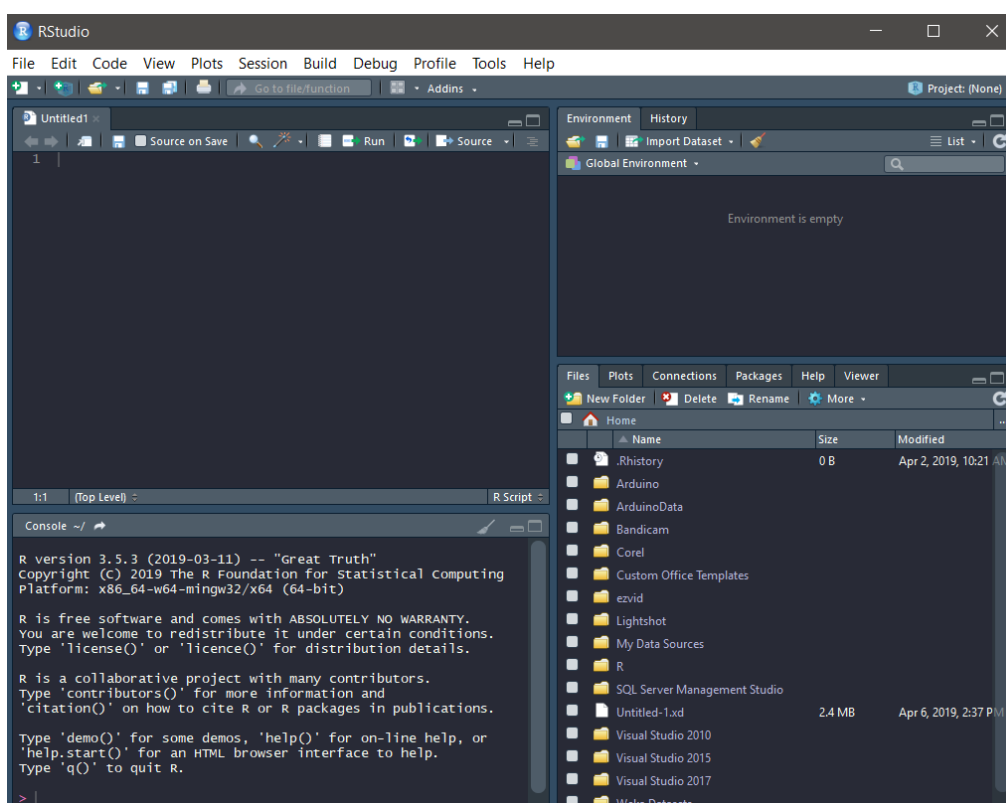 RStudio
File Edit Code View Plots Session Build Debug Profile Tools Help
Go to file/function Addins Project: (None)
Untitled1
Source on Save Run Source
1
1:1 (Top Level) R Script
Console ~/
R version 3.5.3 (2019-03-11) -- "Great Truth"
Copyright (C) 2019 The R Foundation for Statistical Computing
Platform: x86_64-w64-mingw32/x64 (64-bit)
R is free software and comes with ABSOLUTELY NO WARRANTY.
You are welcome to redistribute it under certain conditions.
Type 'license()' or 'licence()' for distribution details.
R is a collaborative project with many contributors.
Type 'contributors()' for more information and
'citation()' on how to cite R or R packages in publications.
Type 'demo()' for some demos, 'help()' for on-line help, or
'help.start()' for an HTML browser interface to help.
Type 'q()' to quit R.
>
Environment History
Import Dataset List
Global Environment
Environment is empty
Files Plots Connections Packages Help Viewer
New Folder Delete Rename More
Home ..
Name Size Modified
.Rhistory 0 B Apr 2, 2019, 10:21 AM
Arduino
ArduinoData
Bandicam
Corel
Custom Office Templates
ezvid
Lightshot
My Data Sources
R
SQL Server Management Studio
Untitled-1.xd 2.4 MB Apr 6, 2019, 2:37 PM
Visual Studio 2010
Visual Studio 2015
Visual Studio 2017